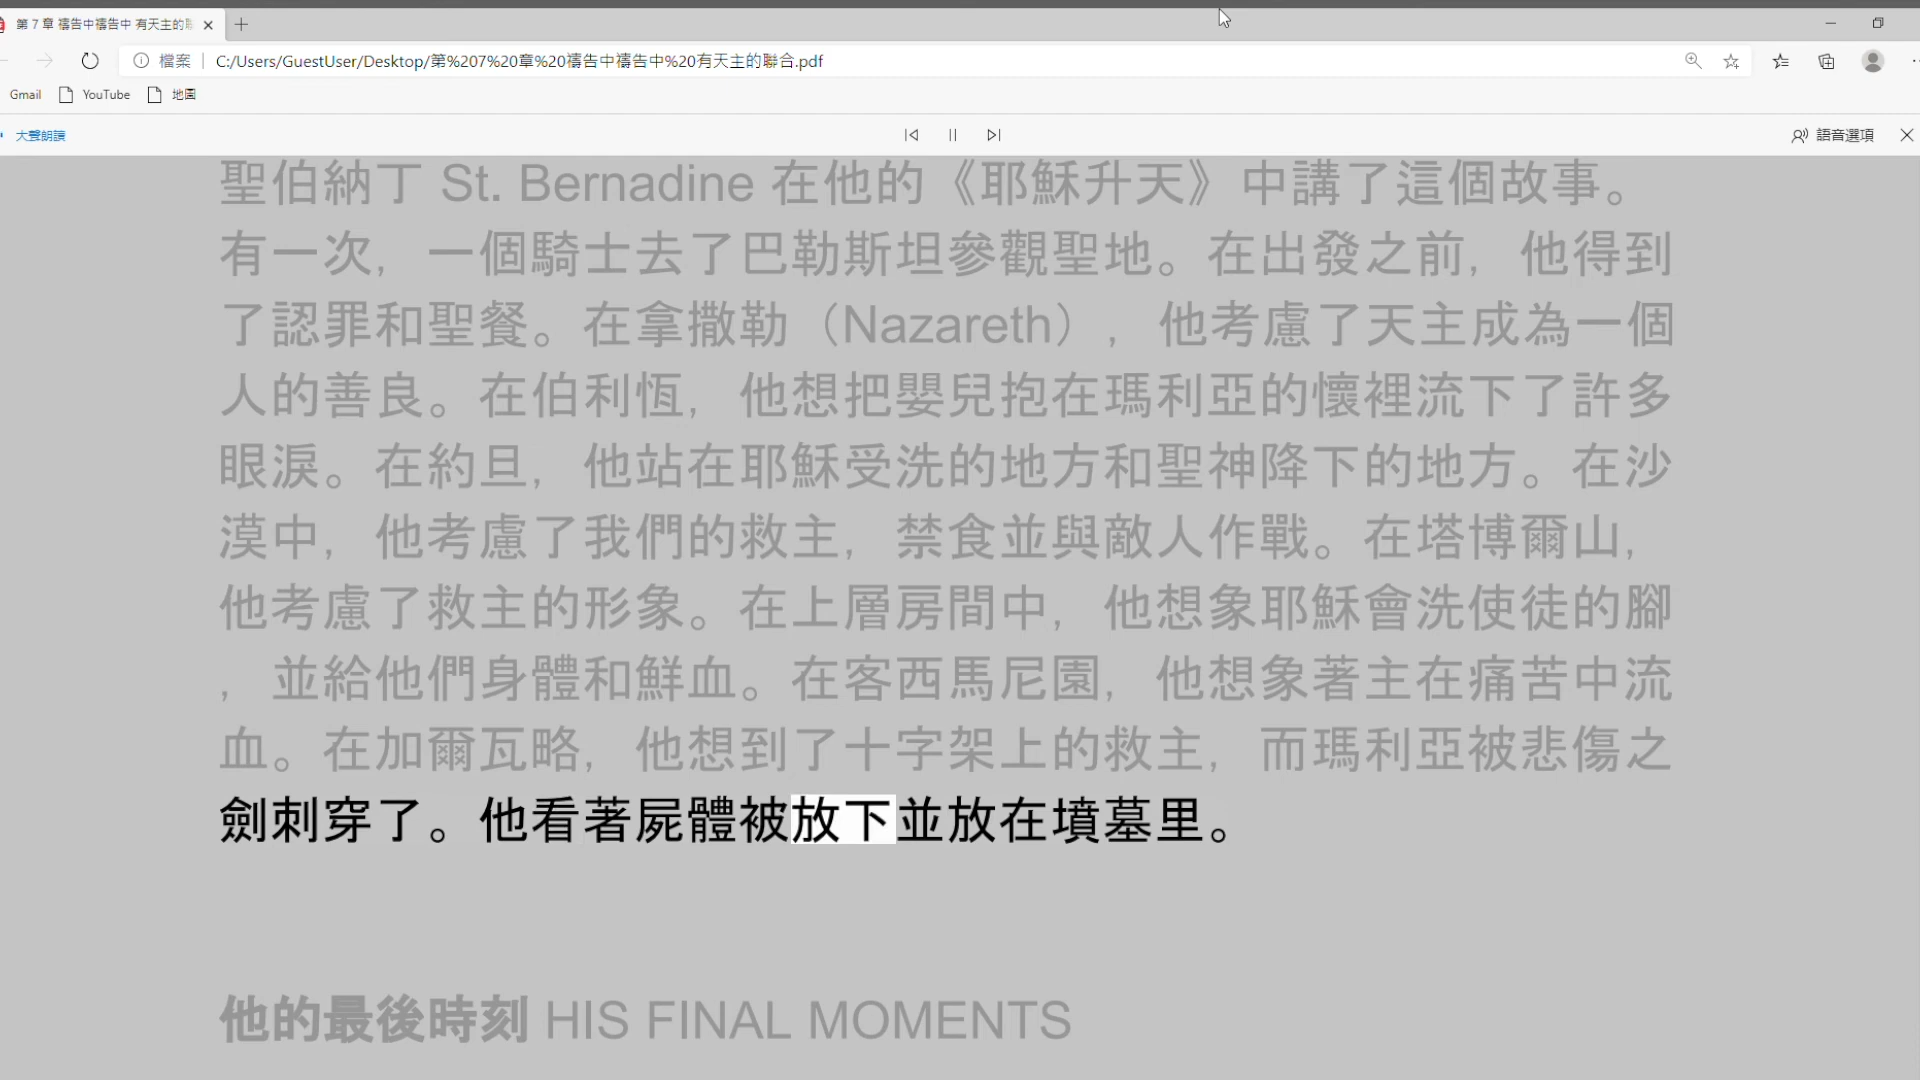 第 7 章 禱告中禱告中 有天主的
檔案
C:/Users/GuestUser/Desktop/第%207%20章%20禱告中禱告中%20有天主的聯合.pdf
Gmail YouTube 地圖
大聲朗讀
語音選項
聖伯納丁 St. Bernadine 在他的《耶穌升天》中講了這個故事。
有一次，一個騎士去了巴勒斯坦參觀聖地。在出發之前，他得到
了認罪和聖餐。在拿撒勒（Nazareth），他考慮了天主成為一個
人的善良。在伯利恆，他想把嬰兒抱在瑪利亞的懷裡流下了許多
眼淚。在約旦，他站在耶穌受洗的地方和聖神降下的地方。在沙
漠中，他考慮了我們的救主，禁食並與敵人作戰。在塔博爾山，
他考慮了救主的形象。在上層房間中，他想象耶穌會洗使徒的腳
，並給他們身體和鮮血。在客西馬尼園，他想象著主在痛苦中流
血。在加爾瓦略，他想到了十字架上的救主，而瑪利亞被悲傷之
劍刺穿了。他看著屍體被放下並放在墳墓里。
他的最後時刻 HIS FINAL MOMENTS